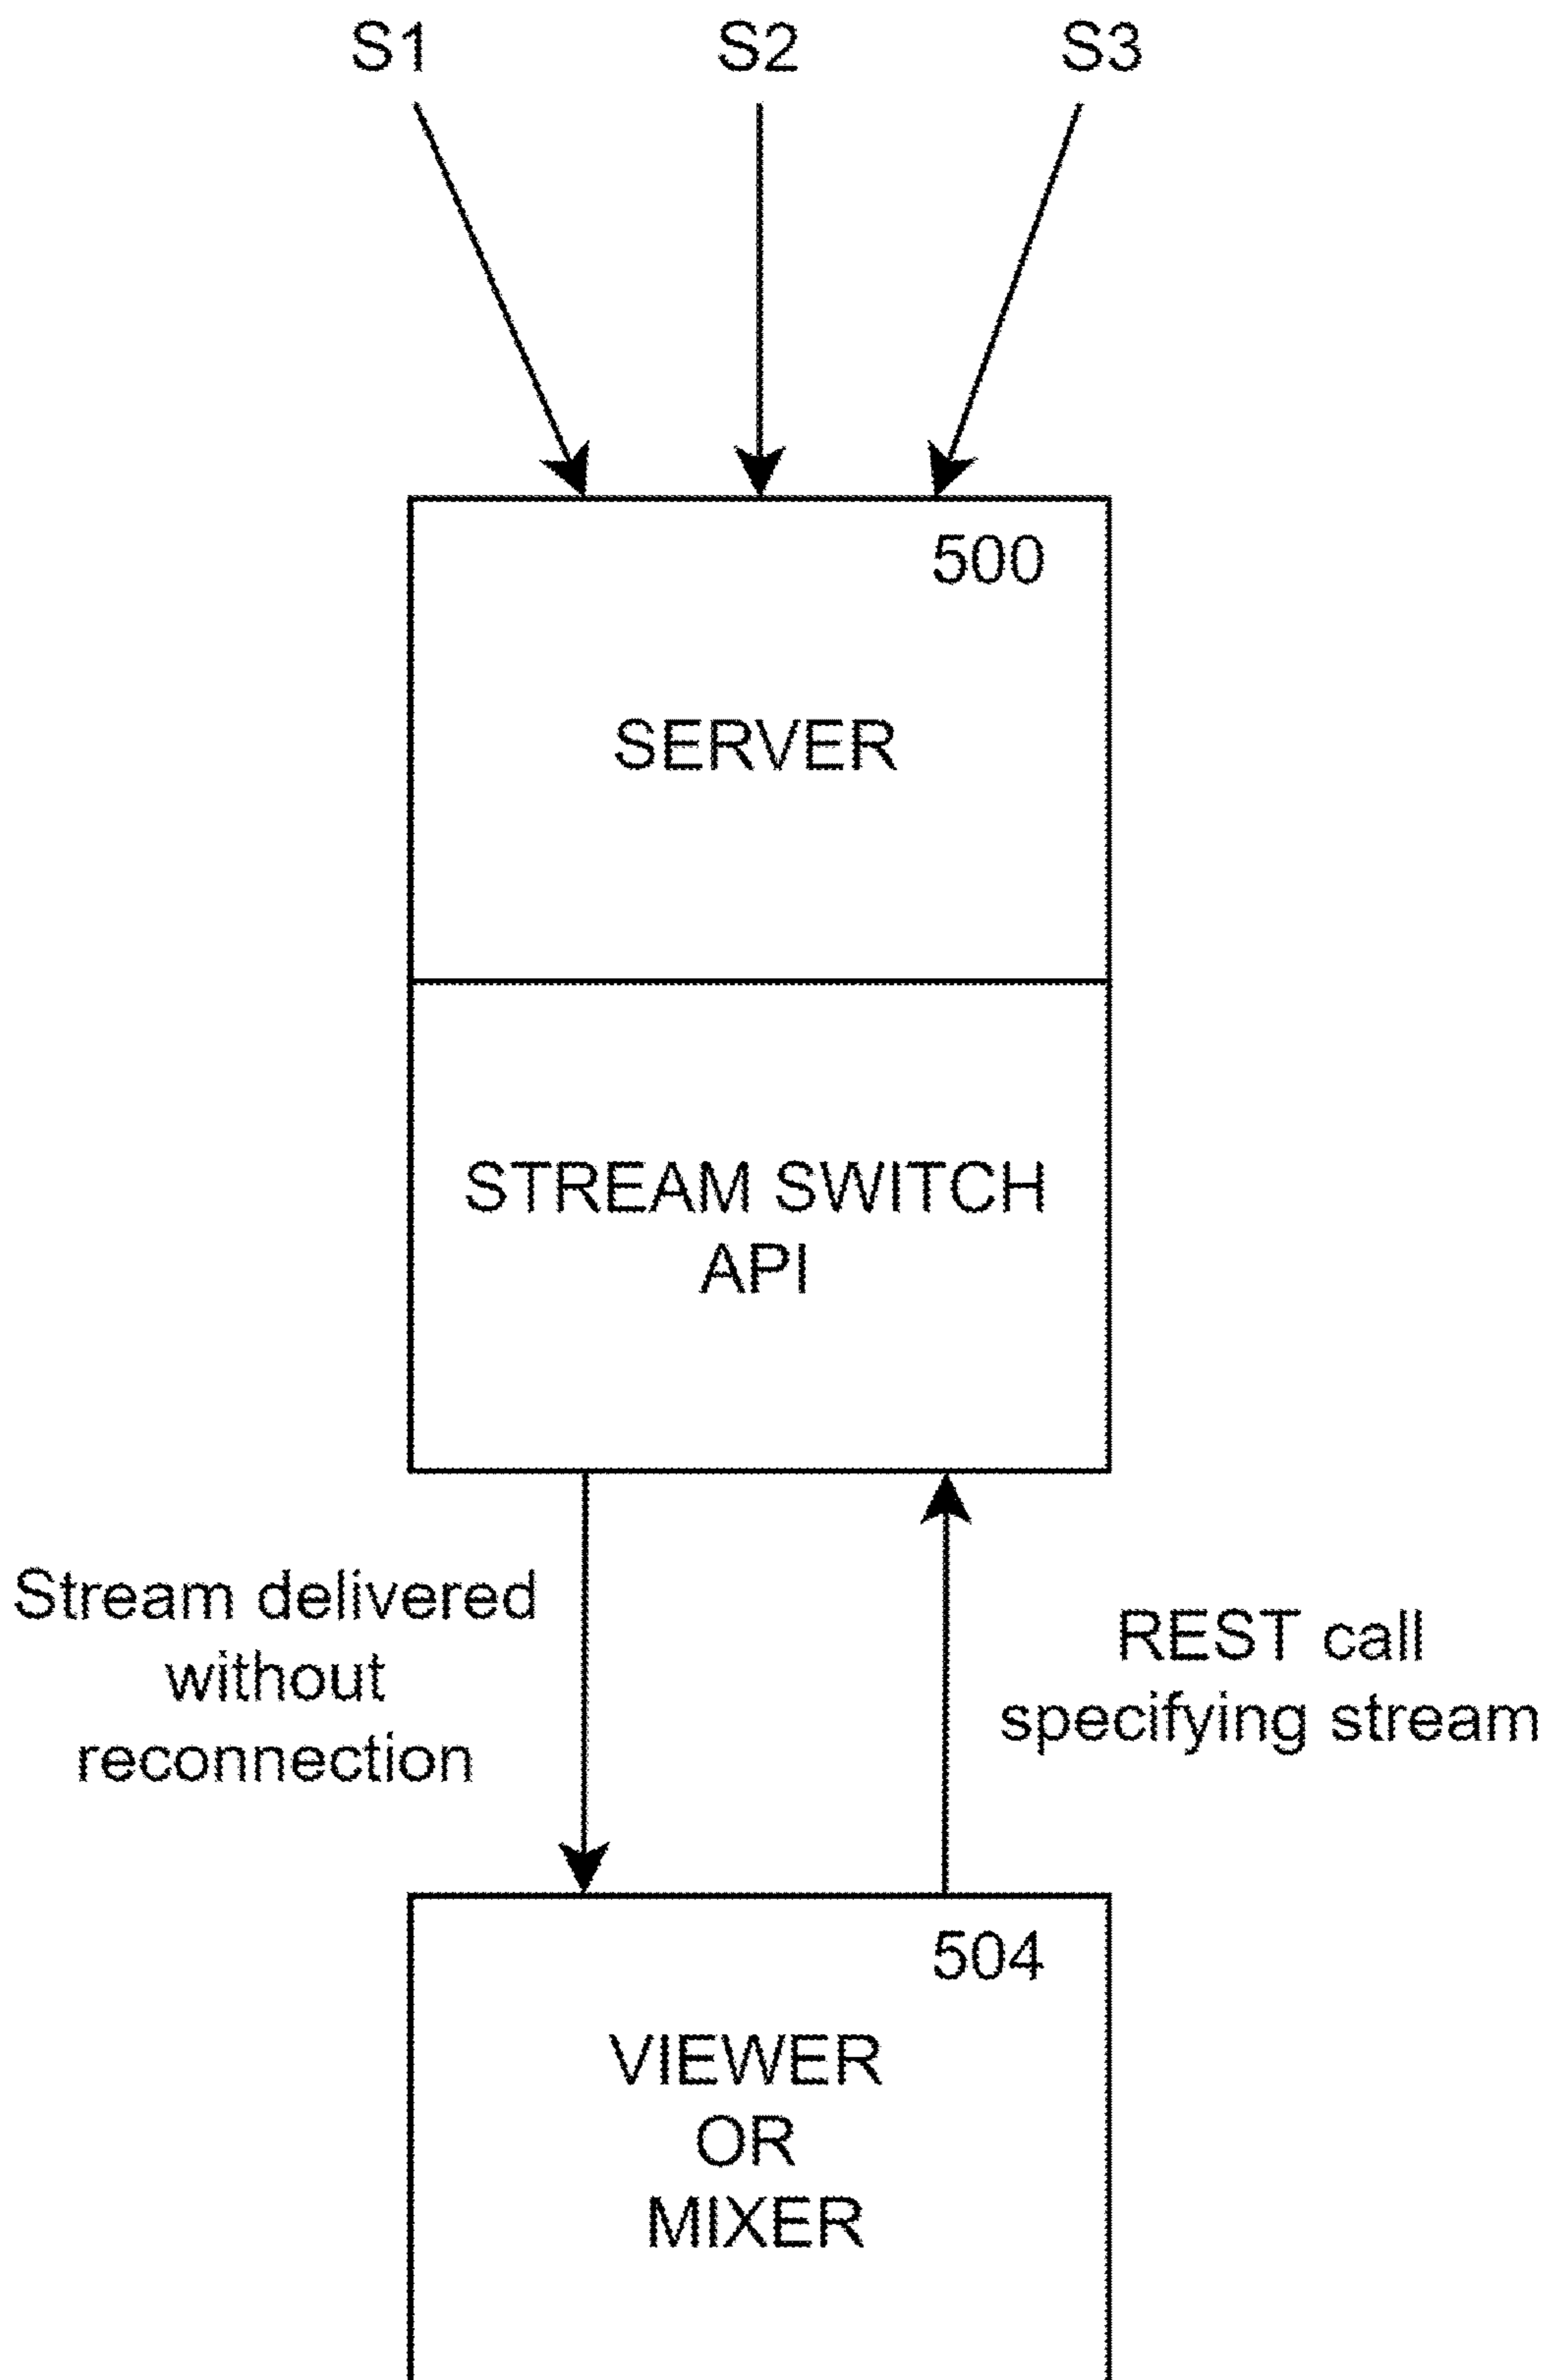 S1 S2 S3
500
SERVER
STREAM SWITCH
API
Stream delivered
without
reconnection
REST call
specifying stream
504
VIEWER
OR
MIXER